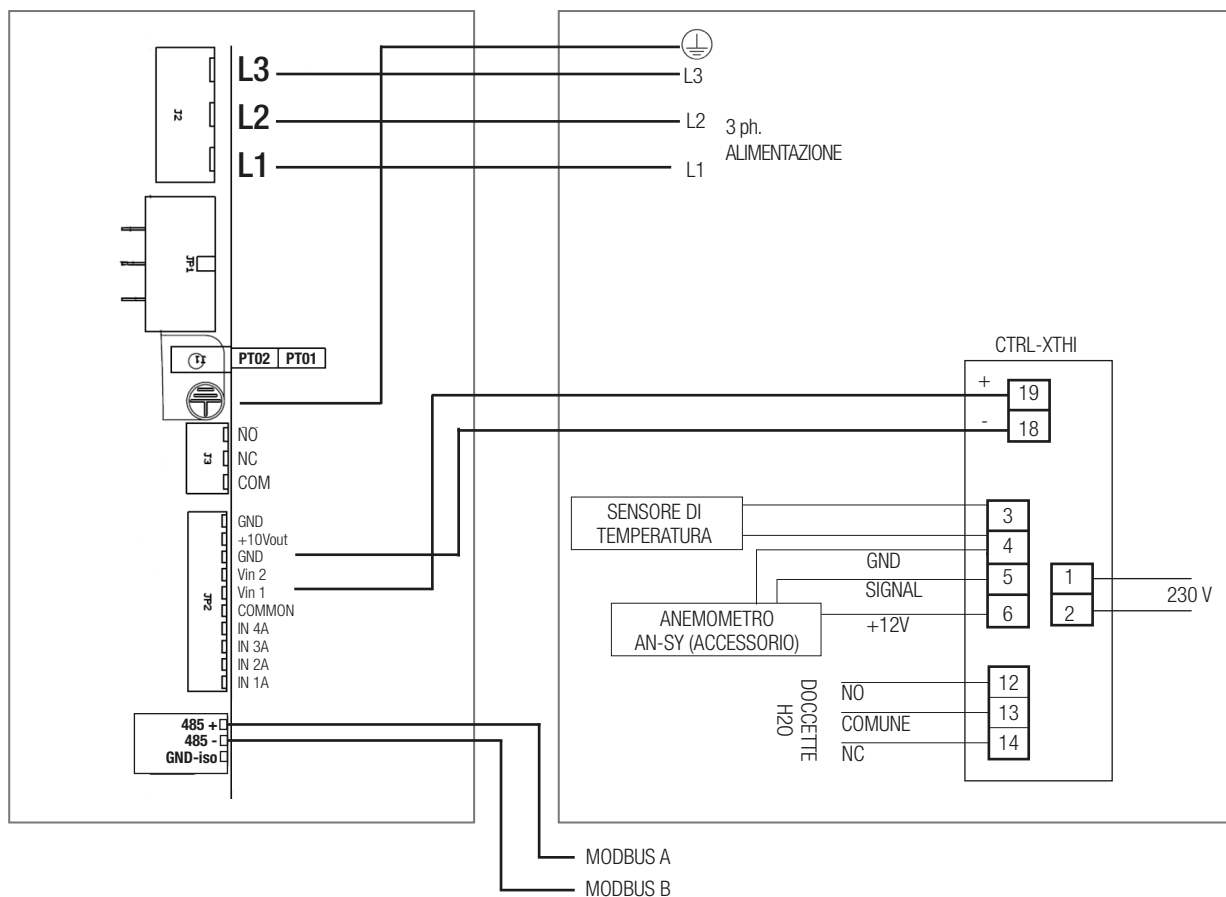 L3
L2
L1
J2
L3
L2
L1
3 ph.
ALIMENTAZIONE
JP1
J1
PT02
PT01
J3
NO
NC
COM
JP2
GND
+10Vout
GND
Vin 2
Vin 1
COMMON
IN 4A
IN 3A
IN 2A
IN 1A
485 +
485 -
GND-iso
CTRL-XTHI
+
19
-
18
SENSORE DI
TEMPERATURA
3
4
GND
5
SIGNAL
6
+12V
ANEMOMETRO
AN-SY (ACCESSORIO)
1
2
230 V
DOCCETTE
H2O
12
NO
13
COMUNE
14
NC
MODBUS A
MODBUS B